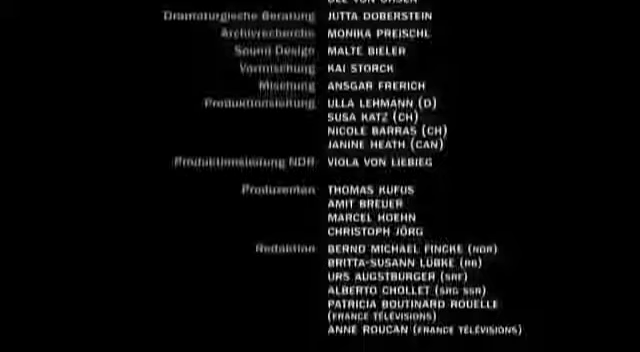 Dramaturgische Beratung JUTTA DOBERSTEIN
Archivrecherche MONIKA PREISCHL
Sound Design MALTE BIELER
Vormischung KAI STORCK
Mischung ANSGAR FRERICH
Produktionsleitung ULLA LEHMANN (D)
SUSA KATZ (CH)
NICOLE BARRAS (CH)
JANINE HEATH (CAN)
Produktionsleitung NDR VIOLA VON LIEBIEG
Produzenten THOMAS KUFUS
AMIT BREUER
MARCEL HOEHN
CHRISTOPH JÖRG
Redaktion BERND MICHAEL FINCKE (NDR)
BRITTA-SUSANN LÜBKE (RB)
URS AUGSTBURGER (SRF)
ALBERTO CHOLLET (SRG SSR)
PATRICIA BOUTINARD ROUELLE
(FRANCE TÉLÉVISIONS)
ANNE ROUCAN (FRANCE TÉLÉVISIONS)